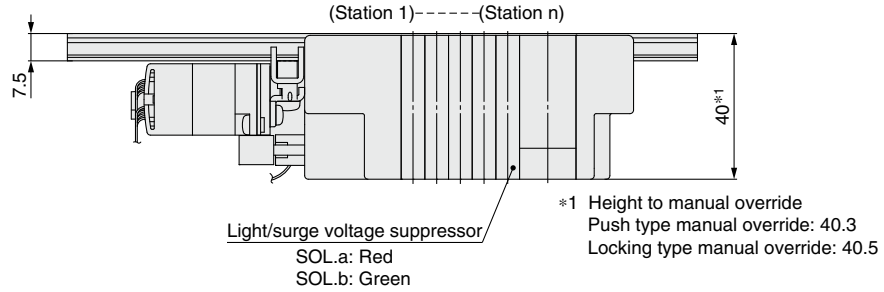 (Station 1)------(Station n)
7.5
40*1
*1 Height to manual override
Push type manual override: 40.3
Locking type manual override: 40.5
Light/surge voltage suppressor
SOL.a: Red
SOL.b: Green